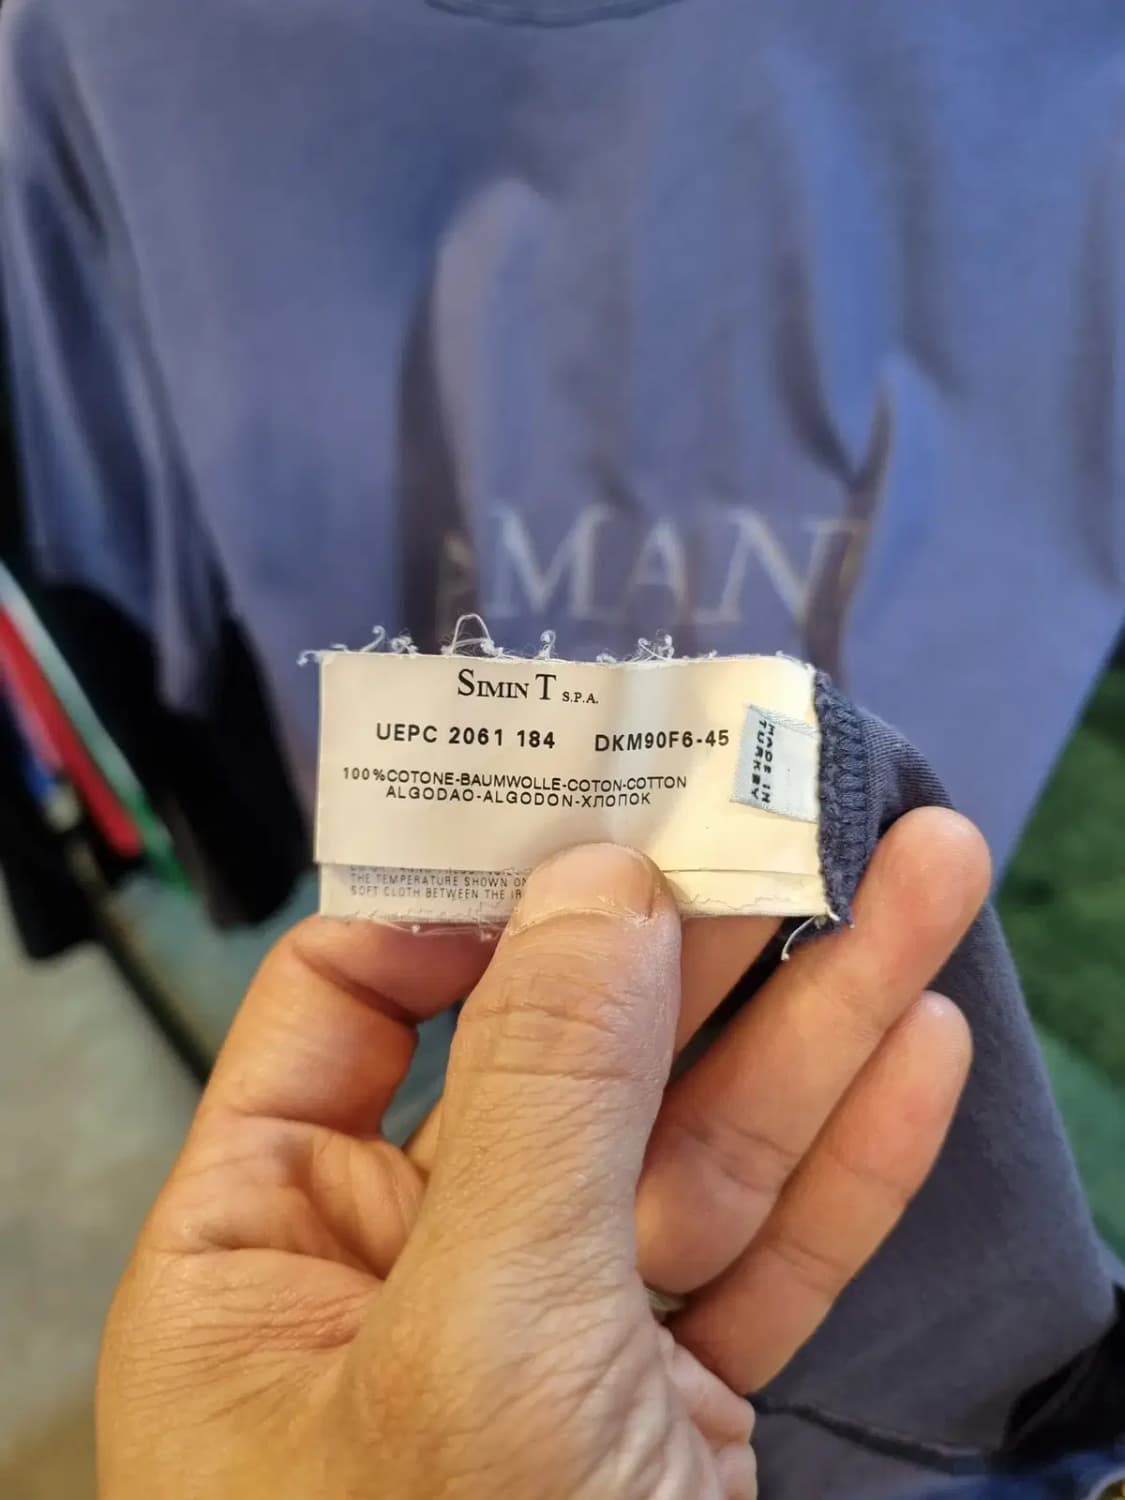 MAN
SIMIN T S.P.A.
UEPC 2061 184 DKM90F6-45
100%COTONE-BAUMWOLLE-COTON-COTTON
ALGODAO-ALGODON-ХЛОПОК
MADE IN
TURKEY
THE TEMPERATURE SHOWN ON
SOFT CLOTH BETWEEN THE IR